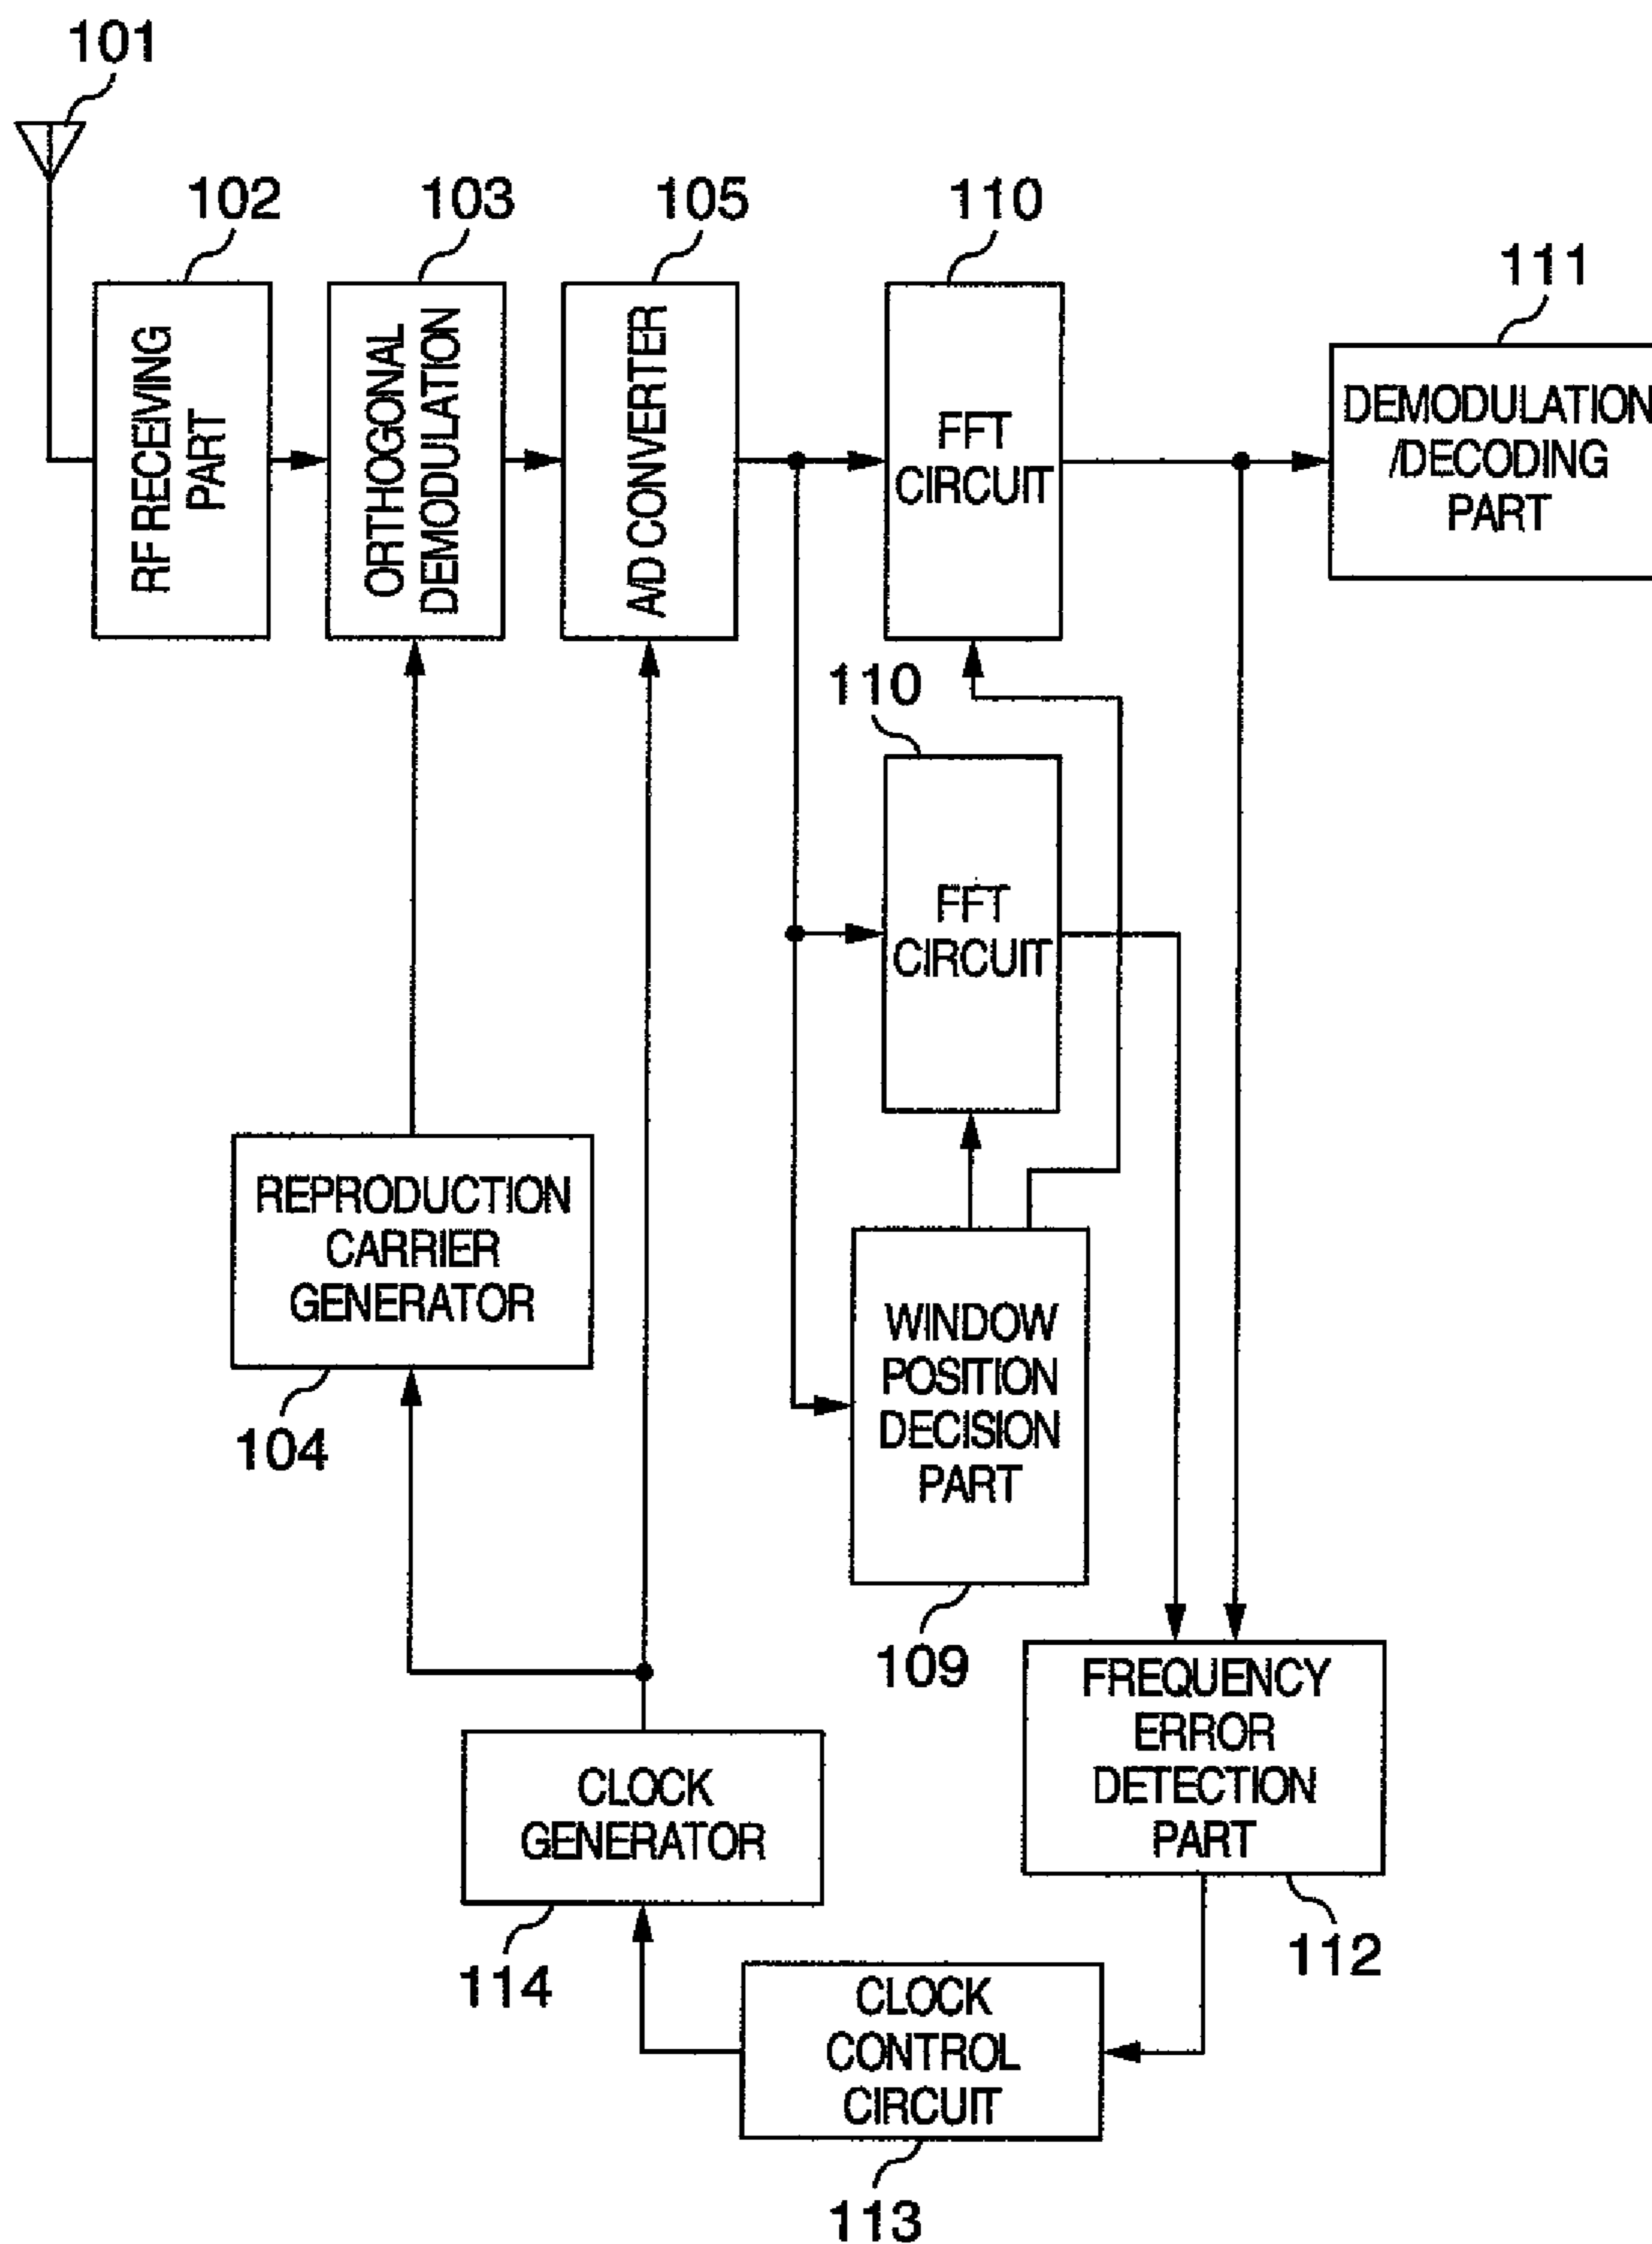 101
102
103
105
110
111
RF RECEIVING
PART
ORTHOGONAL
DEMODULATION
A/D CONVERTER
FFT
CIRCUIT
DEMODULATION
/DECODING
PART
110
FFT
CIRCUIT
REPRODUCTION
CARRIER
GENERATOR
104
WINDOW
POSITION
DECISION
PART
109
FREQUENCY
ERROR
DETECTION
PART
112
CLOCK
GENERATOR
114
CLOCK
CONTROL
CIRCUIT
113